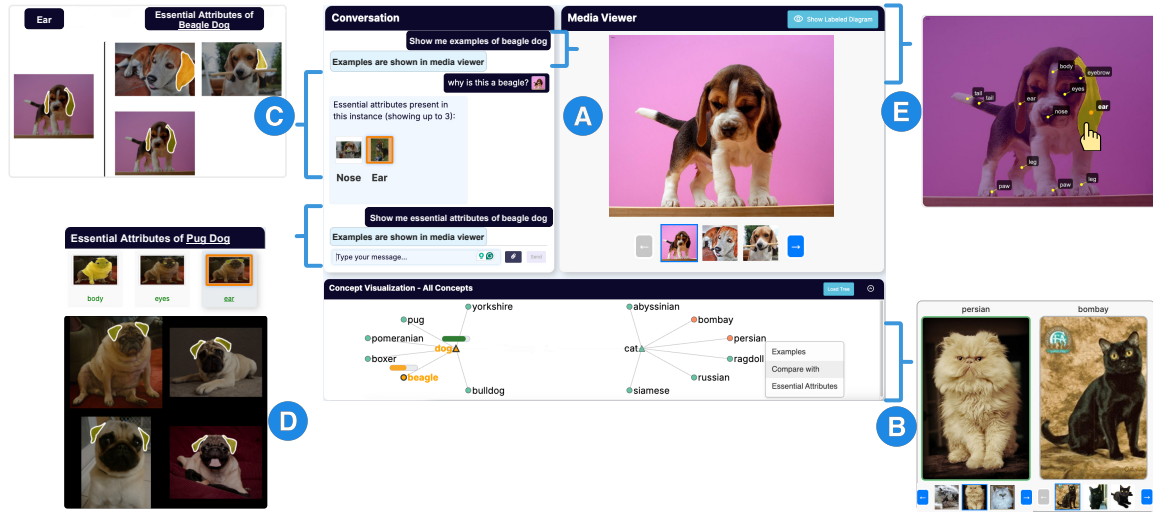 Ear
Essential Attributes of
Beagle Dog
C
Conversation
Show me examples of beagle dog
Examples are shown in media viewer
why is this a beagle?
Essential attributes present in
this instance (showing up to 3):
Nose Ear
Show me essential attributes of beagle dog
Examples are shown in media viewer
Type your message...
Send
A
Media Viewer
Show Labeled Diagram
←
→
E
body
eyebrow
eyes
tail
tail
ear
ear
nose
leg
leg
paw
paw
Essential Attributes of Pug Dog
body
eyes
ear
D
Concept Visualization - All Concepts
Load Tree
yorkshire
pug
pomeranian
dog
boxer
beagle
bulldog
abyssinian
bombay
persian
cat
ragdoll
russian
siamese
Examples
Compare with
Essential Attributes
B
persian
bombay
←
→
←
→